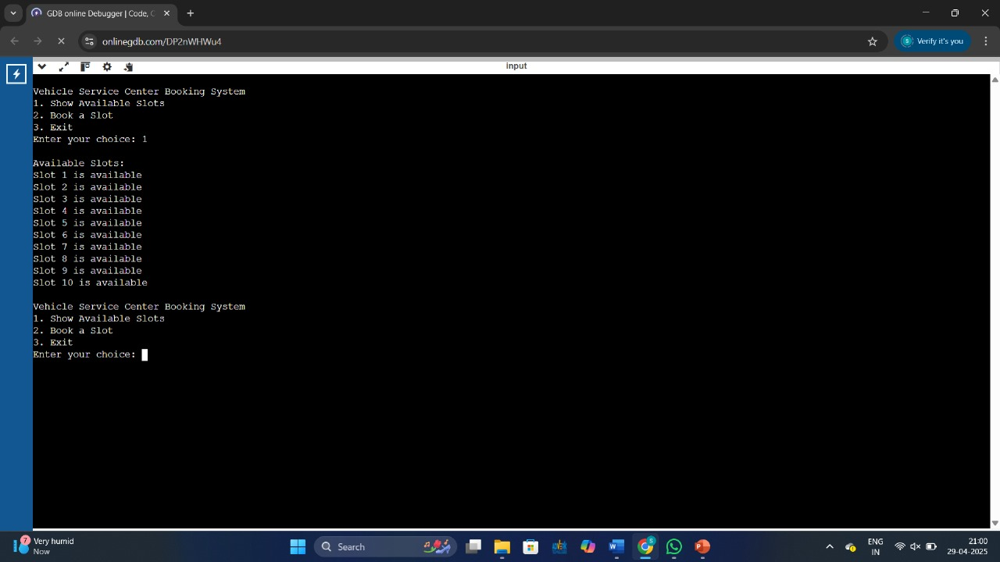 GDB online Debugger | Code, C
onlinegdb.com/DP2nWHWu4
Verify it's you
input
Vehicle Service Center Booking System
1. Show Available Slots
2. Book a Slot
3. Exit
Enter your choice: 1
Available Slots:
Slot 1 is available
Slot 2 is available
Slot 3 is available
Slot 4 is available
Slot 5 is available
Slot 6 is available
Slot 7 is available
Slot 8 is available
Slot 9 is available
Slot 10 is available
Vehicle Service Center Booking System
1. Show Available Slots
2. Book a Slot
3. Exit
Enter your choice:
7
Very humid
Now
Search
ENG
IN
21:00
29-04-2025